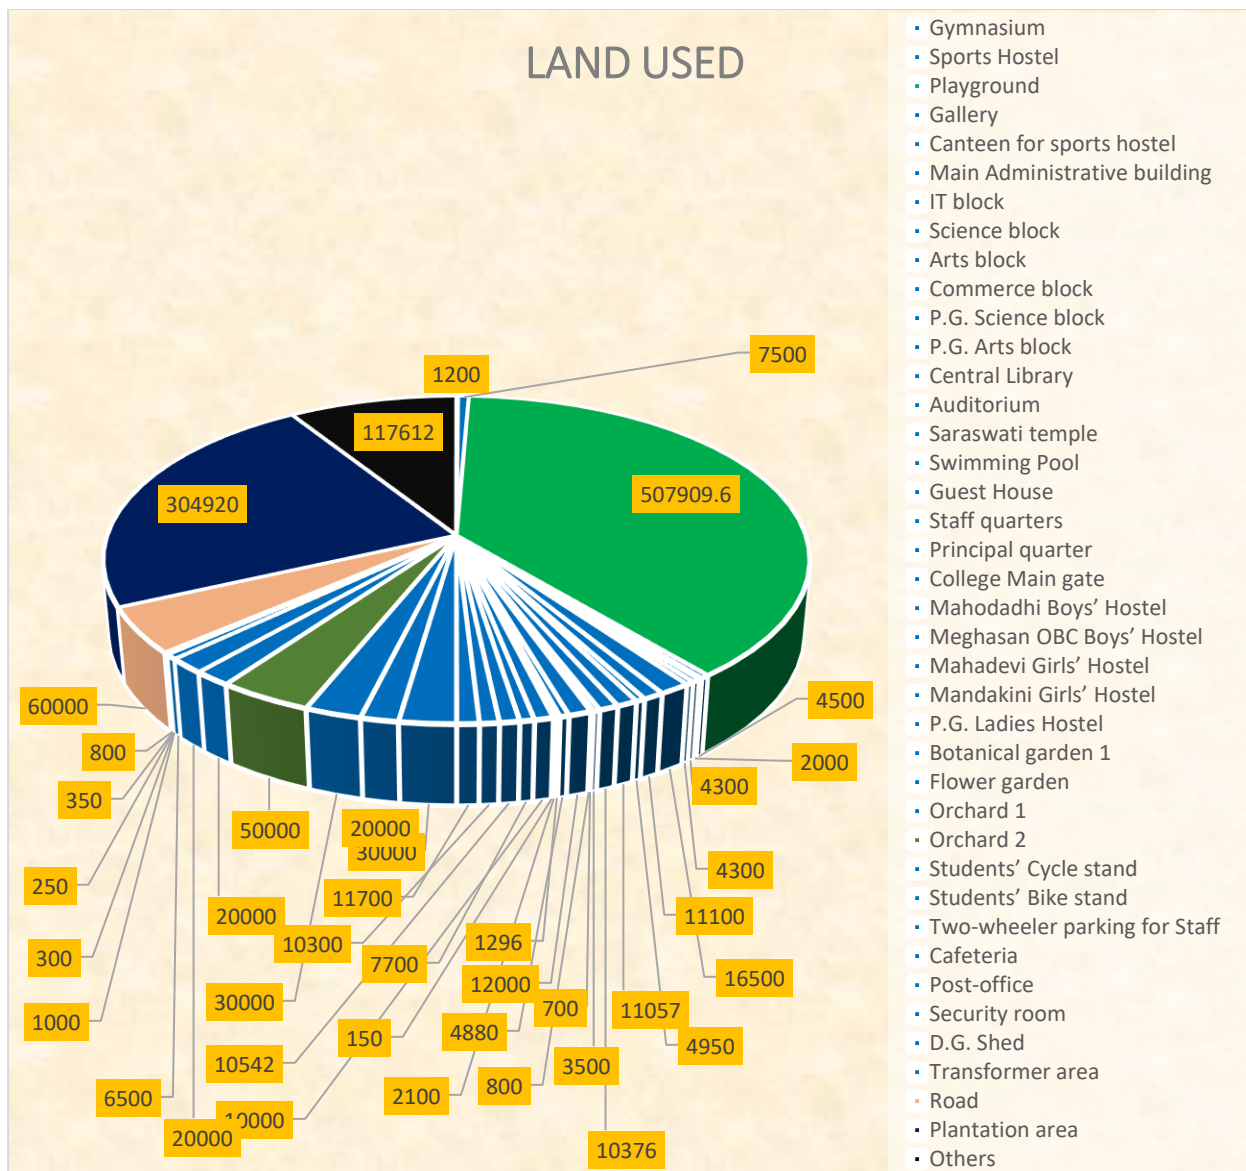 LAND USED
1200
7500
117612
507909.6
304920
60000
4500
800
2000
4300
350
50000
20000
30000
4300
250
11700
20000
11100
10300
1296
300
7700
12000
16500
30000
700
11057
1000
150
4880
4950
10542
3500
6500
2100
800
10000
20000
10376
Gymnasium
Sports Hostel
Playground
Gallery
Canteen for sports hostel
Main Administrative building
IT block
Science block
Arts block
Commerce block
P.G. Science block
P.G. Arts block
Central Library
Auditorium
Saraswati temple
Swimming Pool
Guest House
Staff quarters
Principal quarter
College Main gate
Mahodadhi Boys’ Hostel
Meghasan OBC Boys’ Hostel
Mahadevi Girls’ Hostel
Mandakini Girls’ Hostel
P.G. Ladies Hostel
Botanical garden 1
Flower garden
Orchard 1
Orchard 2
Students’ Cycle stand
Students’ Bike stand
Two-wheeler parking for Staff
Cafeteria
Post-office
Security room
D.G. Shed
Transformer area
Road
Plantation area
Others